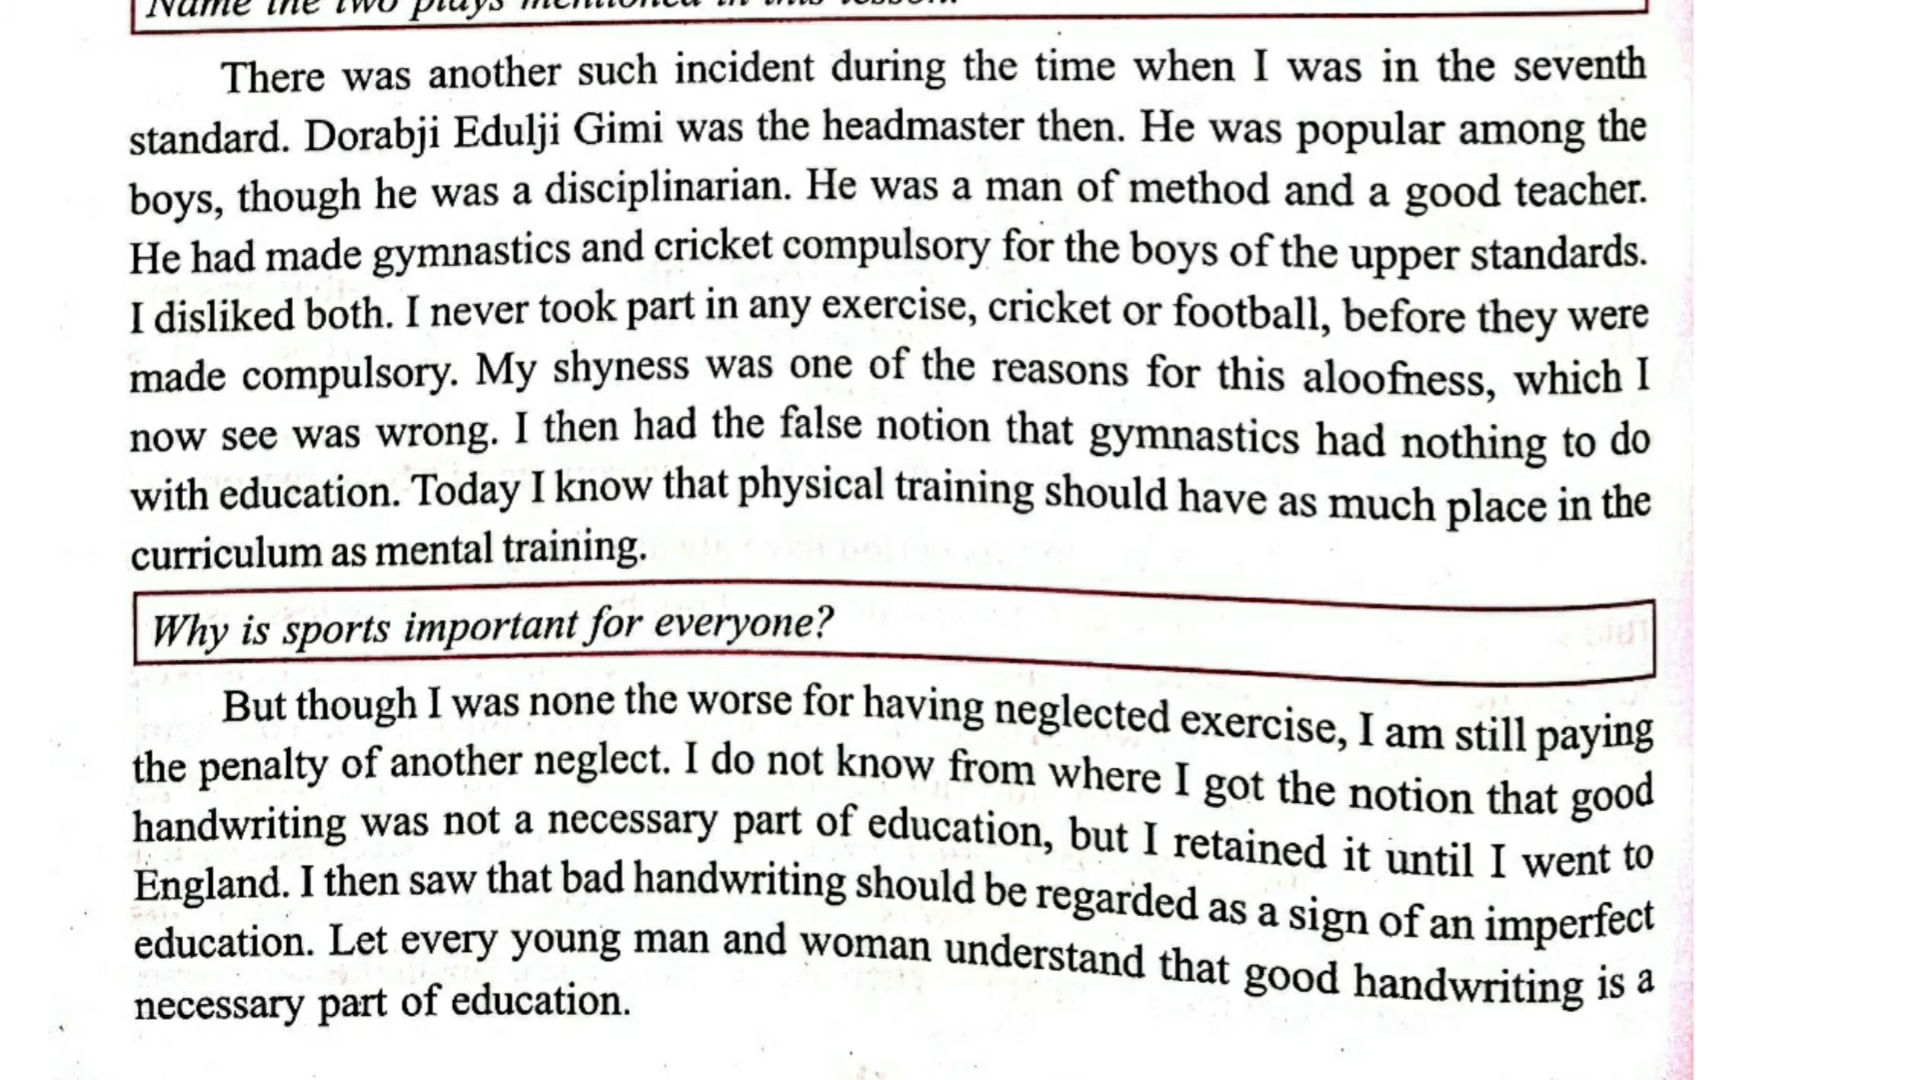 Name the two plays mentioned in this lesson.
There was another such incident during the time when I was in the seventh
standard. Dorabji Edulji Gimi was the headmaster then. He was popular among the
boys, though he was a disciplinarian. He was a man of method and a good teacher.
He had made gymnastics and cricket compulsory for the boys of the upper standards.
I disliked both. I never took part in any exercise, cricket or football, before they were
made compulsory. My shyness was one of the reasons for this aloofness, which I
now see was wrong. I then had the false notion that gymnastics had nothing to do
with education. Today I know that physical training should have as much place in the
curriculum as mental training.
Why is sports important for everyone?
But though I was none the worse for having neglected exercise, I am still paying
the penalty of another neglect. I do not know from where I got the notion that good
handwriting was not a necessary part of education, but I retained it until I went to
England. I then saw that bad handwriting should be regarded as a sign of an imperfect
education. Let every young man and woman understand that good handwriting is a
necessary part of education.